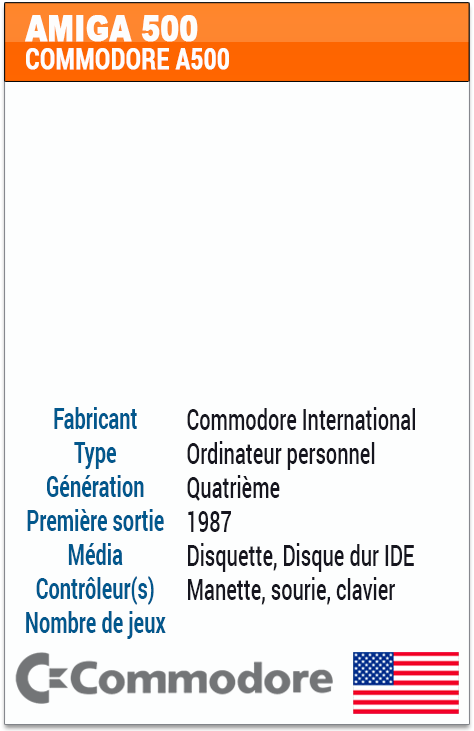 AMIGA 500
COMMODORE A500
Fabricant Commodore International
Type Ordinateur personnel
Génération Quatrième
Première sortie 1987
Média Disquette, Disque dur IDE
Contrôleur(s) Manette, sourie, clavier
Nombre de jeux
Commodore